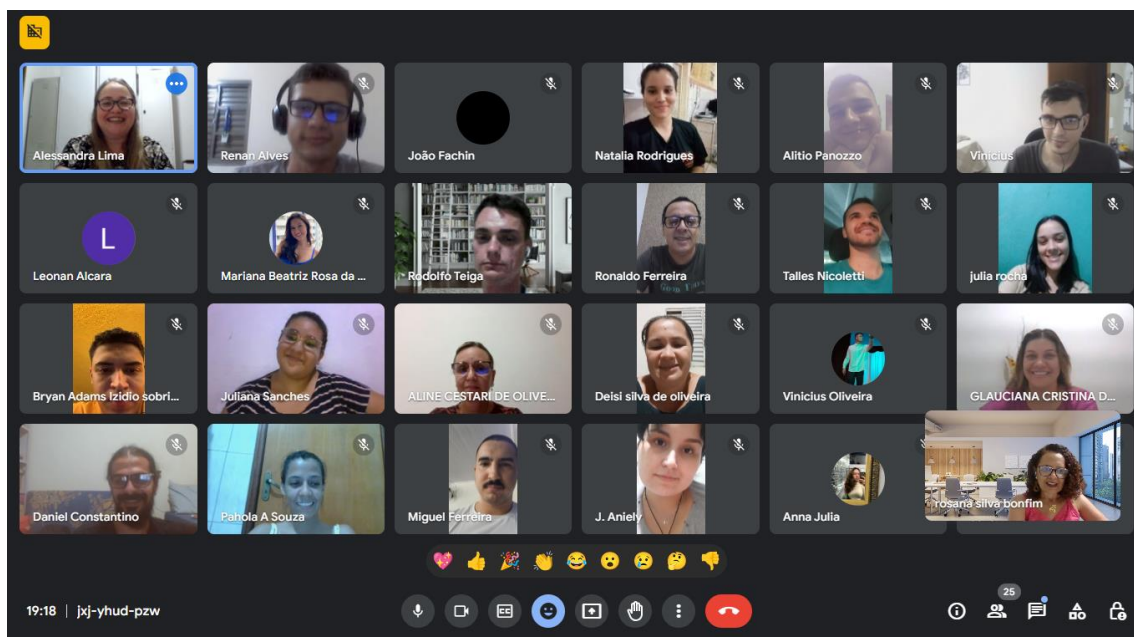 Alessandra Lima
Renan Alves
João Fachin
Natalia Rodrigues
Alitio Panozzo
Vinicius
L
Leonan Alcara
Mariana Beatriz Rosa da ...
Rodolfo Teiga
Ronaldo Ferreira
Talles Nicoletti
julia rocha
Bryan Adams Izidio sobri...
Juliana Sanches
ALINE CESTARI DE OLIVE...
Deisi silva de oliveira
Vinicius Oliveira
GLAUCIANA CRISTINA D...
Daniel Constantino
Pahola A Souza
Miguel Ferreira
J. Aniely
Anna Julia
rosana silva bonfim
19:18 | jxj-yhud-pzw
CC
25